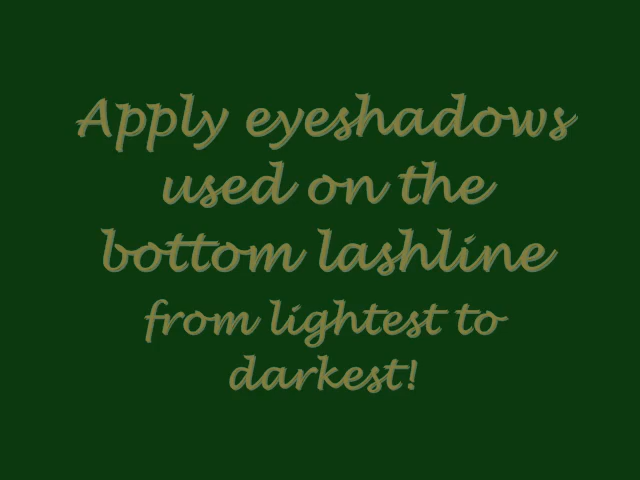 Apply eyeshadows
used on the
bottom lashline
from lightest to
darkest!